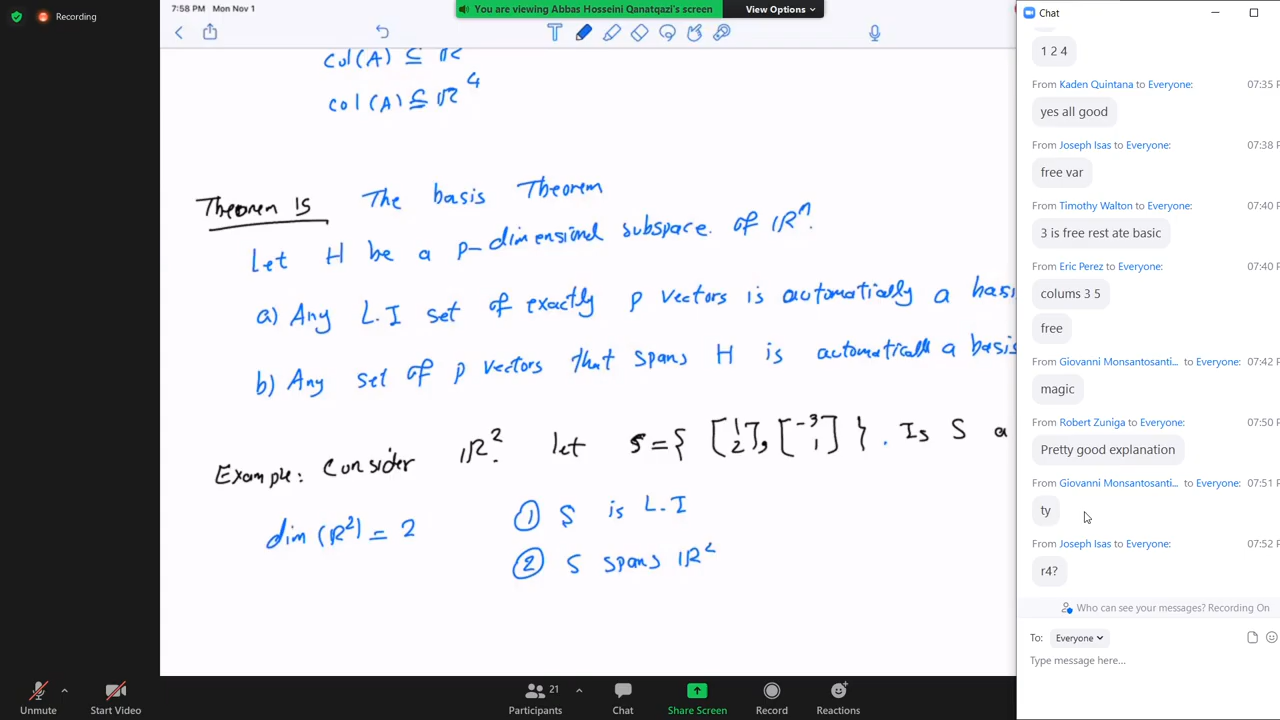 Recording
You are viewing Abbas Hosseini Qanatqazi's screen
View Options
7:58 PM Mon Nov 1
Col(A) ⊆ R
Col(A) ⊆ R^4
Theorem 15 The basis Theorem
Let H be a p-dimensional subspace. of R^n.
a) Any L.I set of exactly p vectors is automatically a basi
b) Any set of p vectors that spans H is automatically a basis
Example: Consider R^2. let S={ [1 2], [-3 1] }. Is S a
dim (R^2) = 2
① S is L.I
② S spans R^2
Unmute
Start Video
21
Participants
Chat
Share Screen
Record
Reactions
Chat
1 2 4
From Kaden Quintana to Everyone: 07:35 P
yes all good
From Joseph Isas to Everyone: 07:38 P
free var
From Timothy Walton to Everyone: 07:40 P
3 is free rest ate basic
From Eric Perez to Everyone: 07:40 P
colums 3 5
free
From Giovanni Monsantosanti... to Everyone: 07:42 P
magic
From Robert Zuniga to Everyone: 07:50 P
Pretty good explanation
From Giovanni Monsantosanti... to Everyone: 07:51 P
ty
From Joseph Isas to Everyone: 07:52 P
r4?
Who can see your messages? Recording On
To: Everyone
Type message here...